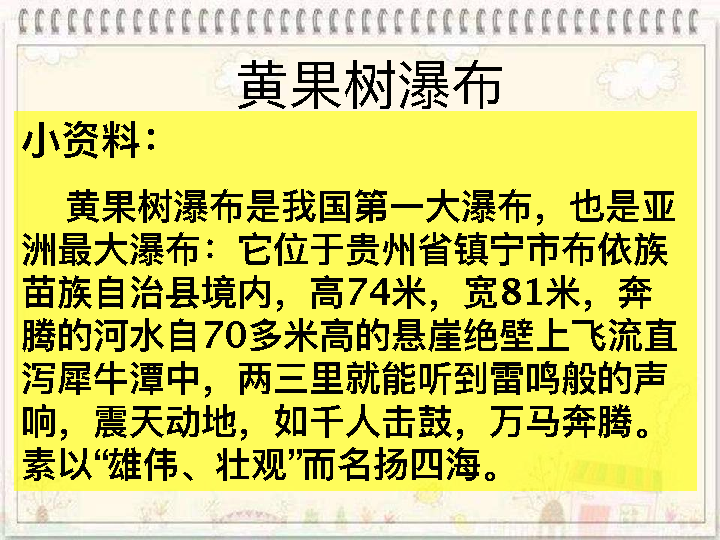 黄果树瀑布
小资料：
黄果树瀑布是我国第一大瀑布，也是亚
洲最大瀑布：它位于贵州省镇宁市布依族
苗族自治县境内，高74米，宽81米，奔
腾的河水自70多米高的悬崖绝壁上飞流直
泻犀牛潭中，两三里就能听到雷鸣般的声
响，震天动地，如千人击鼓，万马奔腾。
素以“雄伟、壮观”而名扬四海。